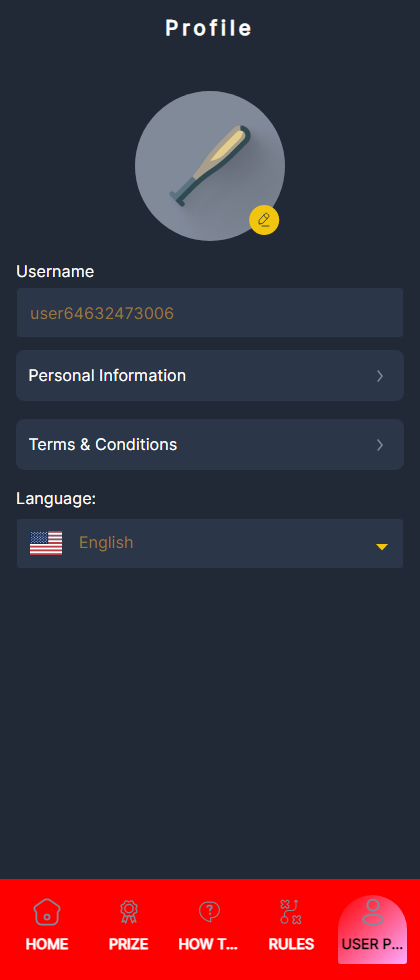 Profile
Username
user64632473006
Personal Information
Terms & Conditions
Language:
English
HOME PRIZE HOW T... RULES USER P...